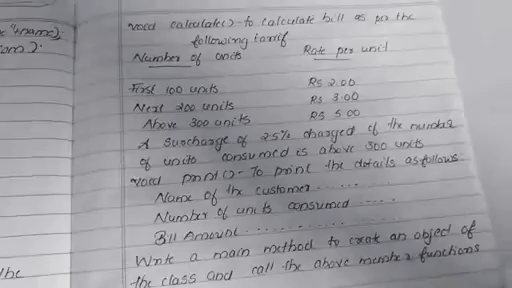 "+name);
am);
void calculate()-to calculate bill as per the
following tarrif
Number of units Rate per unit
First 100 units RS 2.00
Next 200 units RS 3.00
Above 300 units RS 5.00
A surcharge of 25% charged if the number
of units consumed is above 300 units
void print()- To print the details as follows:
Name of the customer......
Number of units consumed.....
Bill Amount...............
Write a main method to create an object of
the class and call the above member functions
the